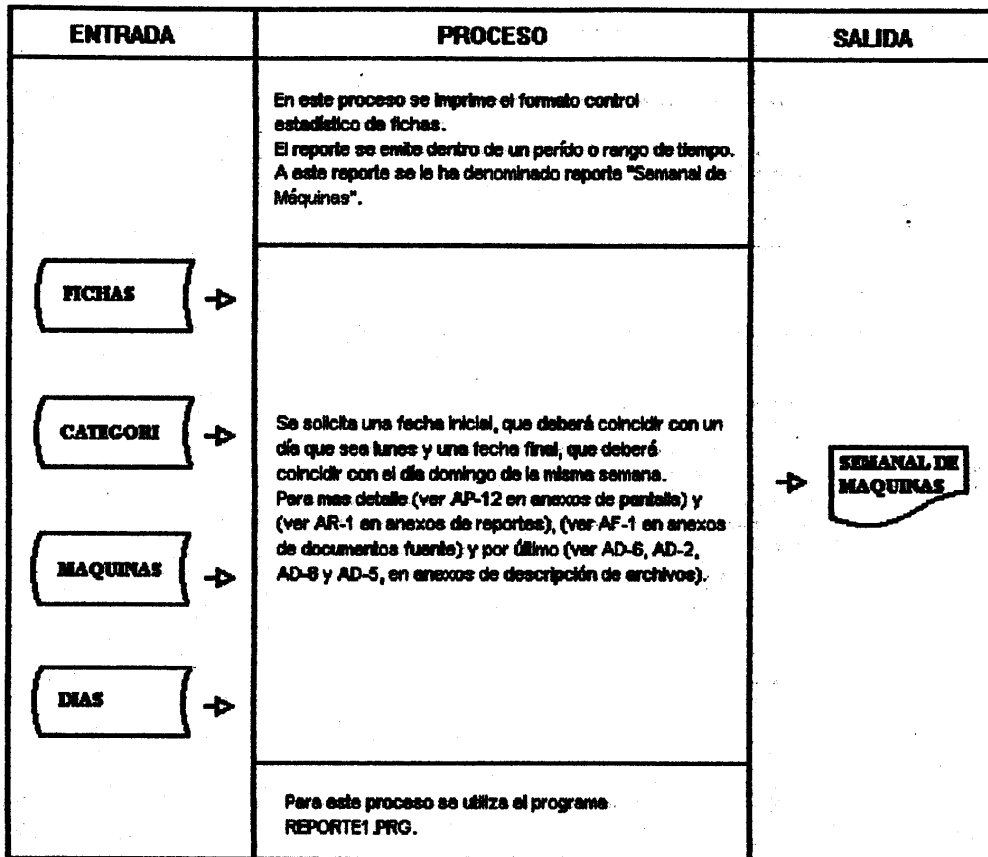 ENTRADA
PROCESO
SALIDA
En este proceso se imprime el formato control
estadístico de fichas.
El reporte se emite dentro de un perído o rango de tiempo.
A este reporte se le ha denominado reporte "Semanal de
Máquinas".
FICHAS
CATEGORI
MAQUINAS
DIAS
Se solicita una fecha inicial, que deberá coincidir con un
día que sea lunes y una fecha final, que deberá
coincidir con el día domingo de la misma semana.
Para mas detalle (ver AP-12 en anexos de pantalla) y
(ver AR-1 en anexos de reportes), (ver AF-1 en anexos
de documentos fuente) y por último (ver AD-6, AD-2,
AD-8 y AD-5, en anexos de descripción de archivos).
SEMANAL DE
MAQUINAS
Para este proceso se utiliza el programa
REPORTE1.PRG.